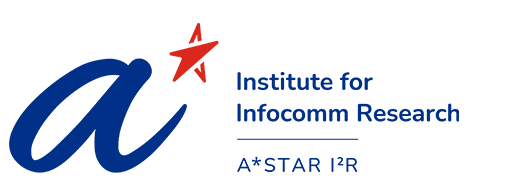 a*
Institute for
Infocomm Research
A*STAR I²R